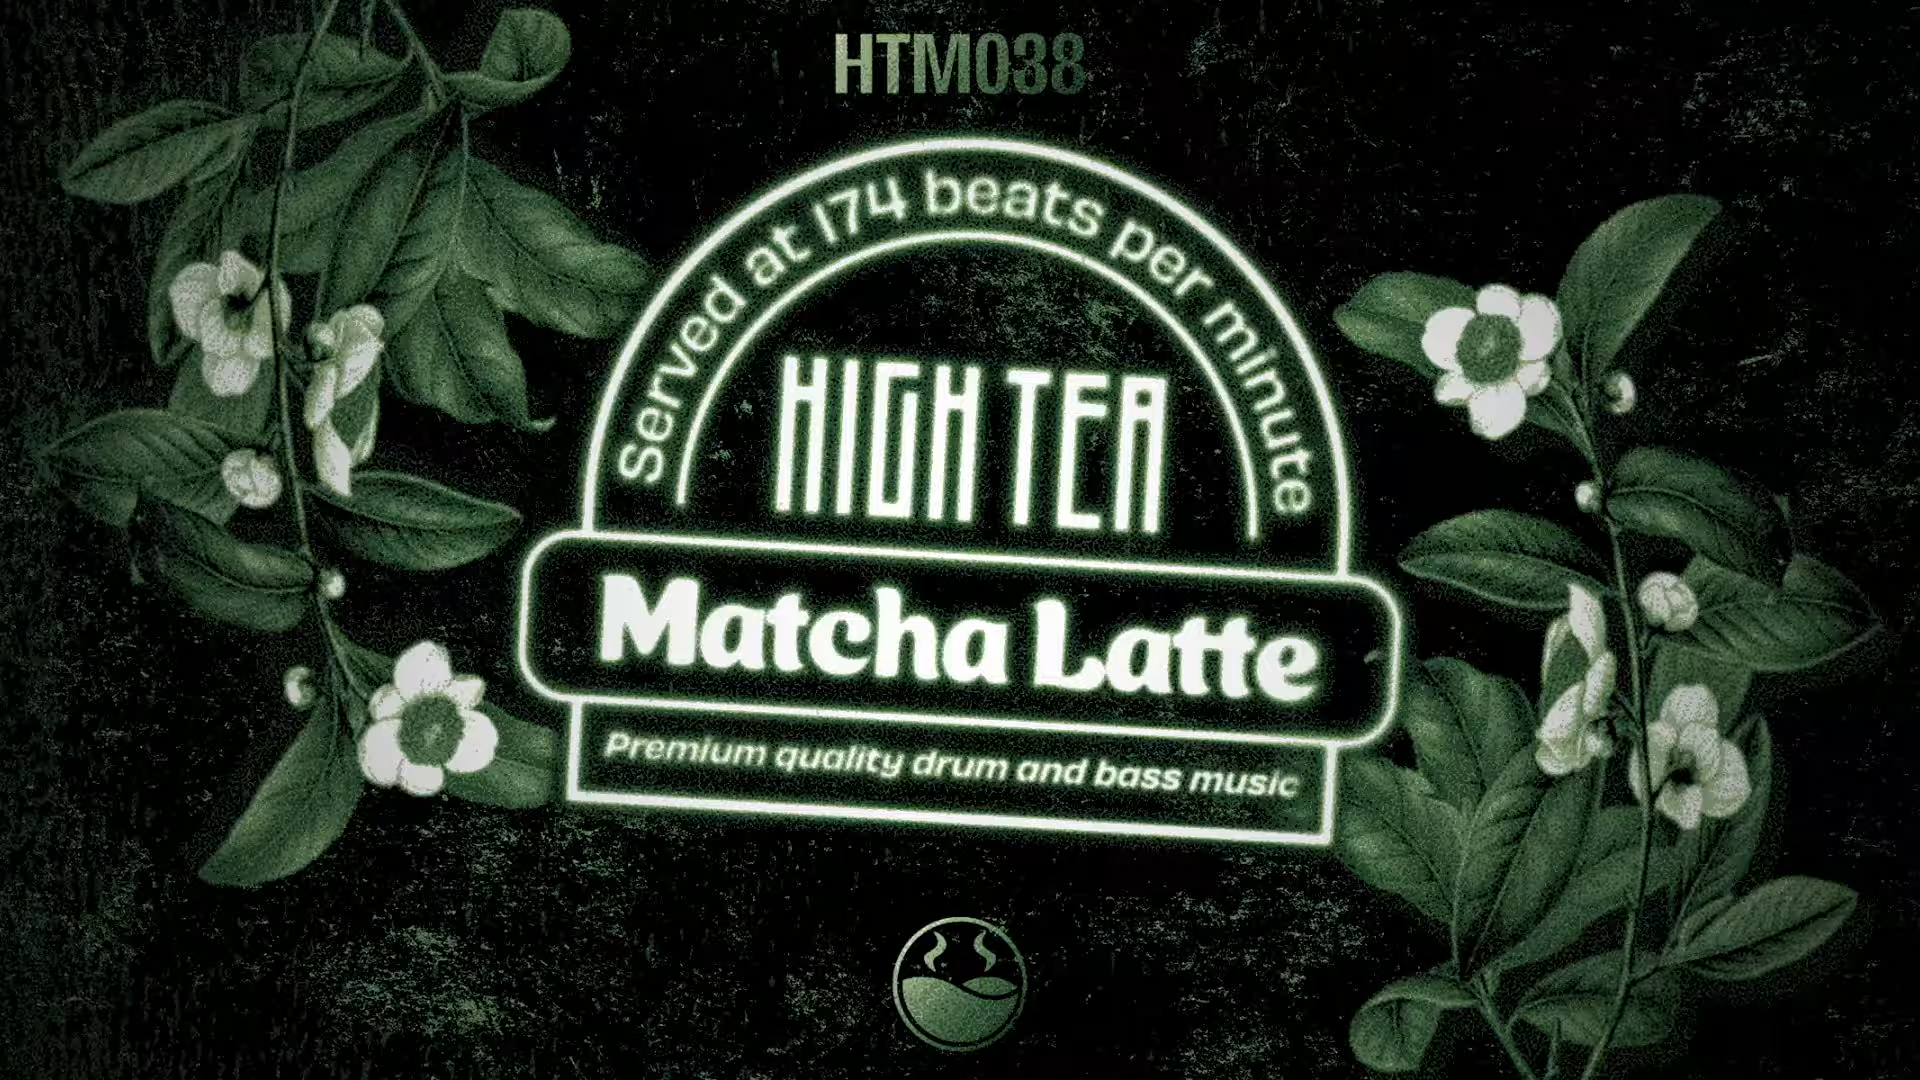 HTM038
Served at 174 beats per minute
HIGH TEA
Matcha Latte
Premium quality drum and bass music